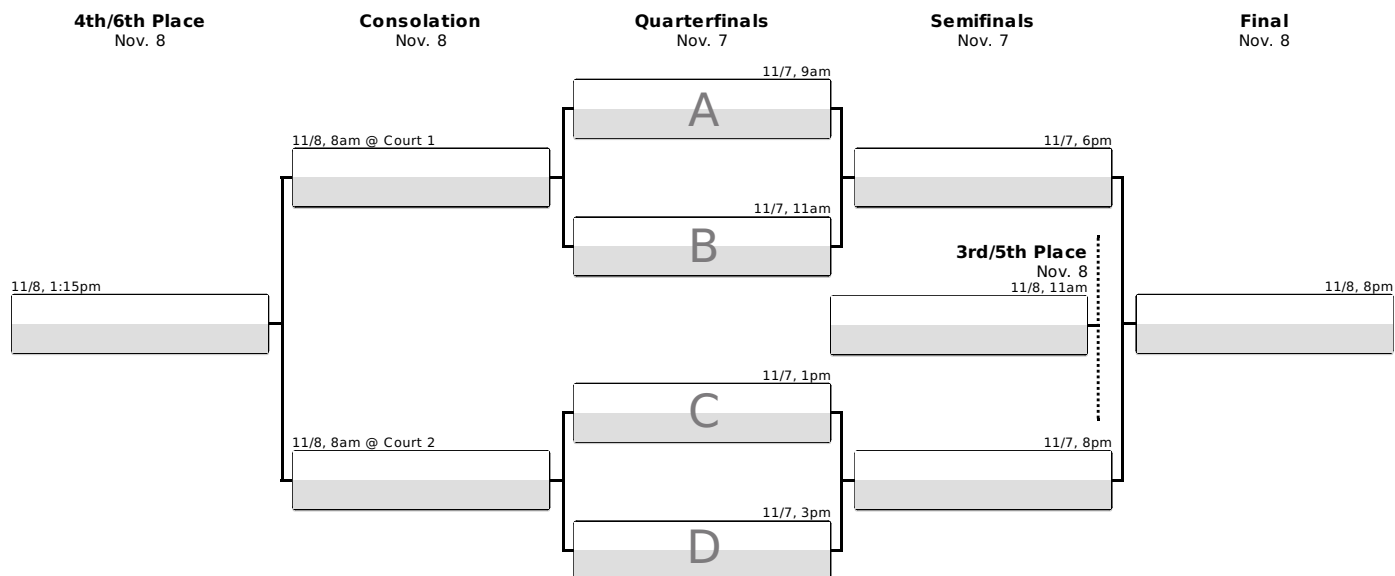 4th/6th Place
Nov. 8
Consolation
Nov. 8
Quarterfinals
Nov. 7
Semifinals
Nov. 7
Final
Nov. 8
11/7, 9am
A
11/8, 8am @ Court 1
11/7, 6pm
11/7, 11am
B
3rd/5th Place
Nov. 8
11/8, 11am
11/8, 1:15pm
11/8, 8pm
11/7, 1pm
C
11/8, 8am @ Court 2
11/7, 8pm
11/7, 3pm
D